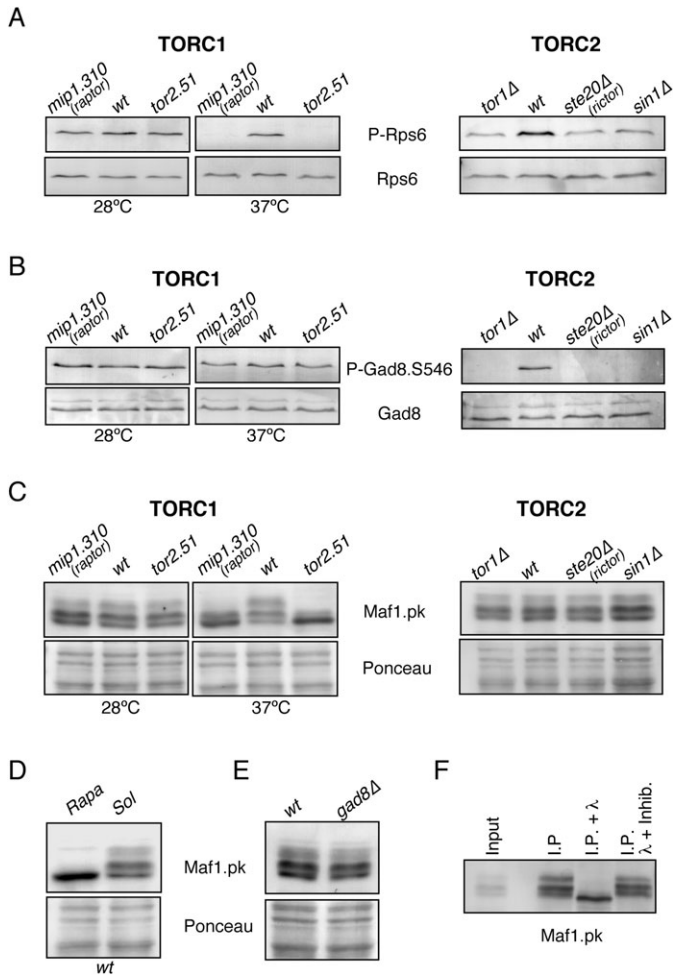 A
TORC1
TORC2
mip1.310 (raptor)
wt
tor2.51
mip1.310 (raptor)
wt
tor2.51
tor1Δ
wt
ste20Δ (rictor)
sin1Δ
P-Rps6
Rps6
28ºC
37ºC
B
TORC1
TORC2
mip1.310 (raptor)
wt
tor2.51
mip1.310 (raptor)
wt
tor2.51
tor1Δ
wt
ste20Δ (rictor)
sin1Δ
P-Gad8.S546
Gad8
28ºC
37ºC
C
TORC1
TORC2
mip1.310 (raptor)
wt
tor2.51
mip1.310 (raptor)
wt
tor2.51
tor1Δ
wt
ste20Δ (rictor)
sin1Δ
Maf1.pk
Ponceau
28ºC
37ºC
D
Rapa
Sol
Maf1.pk
Ponceau
wt
E
wt
gad8Δ
F
Input
I.P
I.P. + λ
I.P.
λ + Inhib.
Maf1.pk